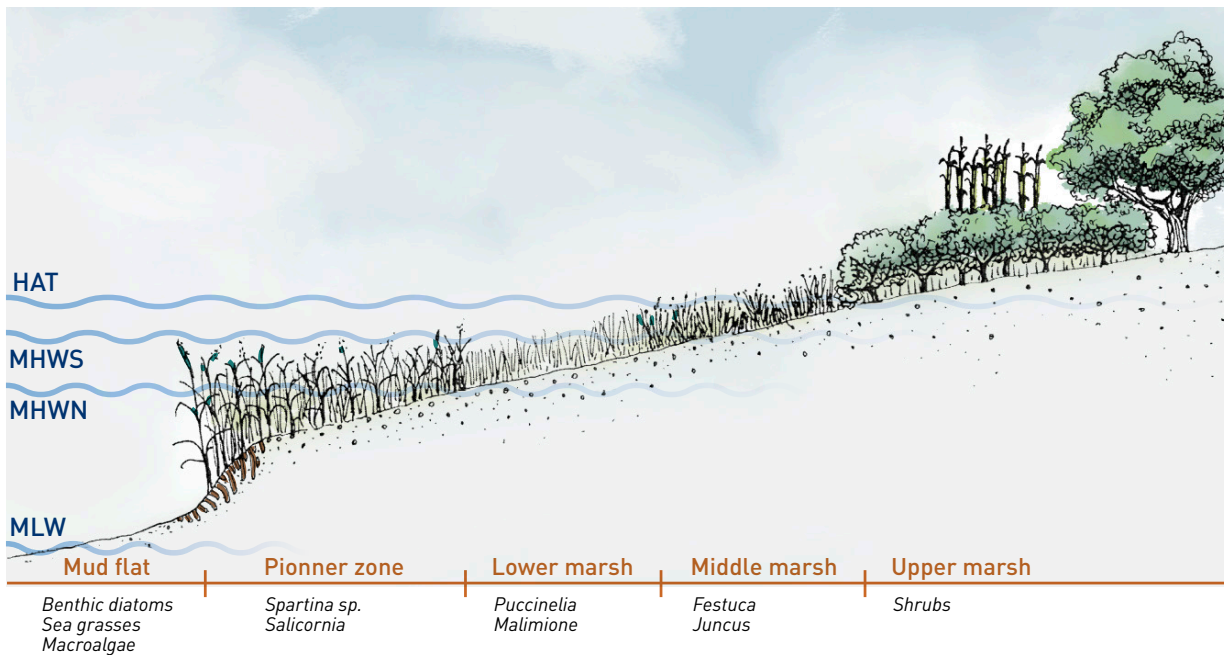 HAT
MHWS
MHWN
MLW
Mud flat
Pionner zone
Lower marsh
Middle marsh
Upper marsh
Benthic diatoms
Sea grasses
Macroalgae
Spartina sp.
Salicornia
Puccinelia
Malimione
Festuca
Juncus
Shrubs